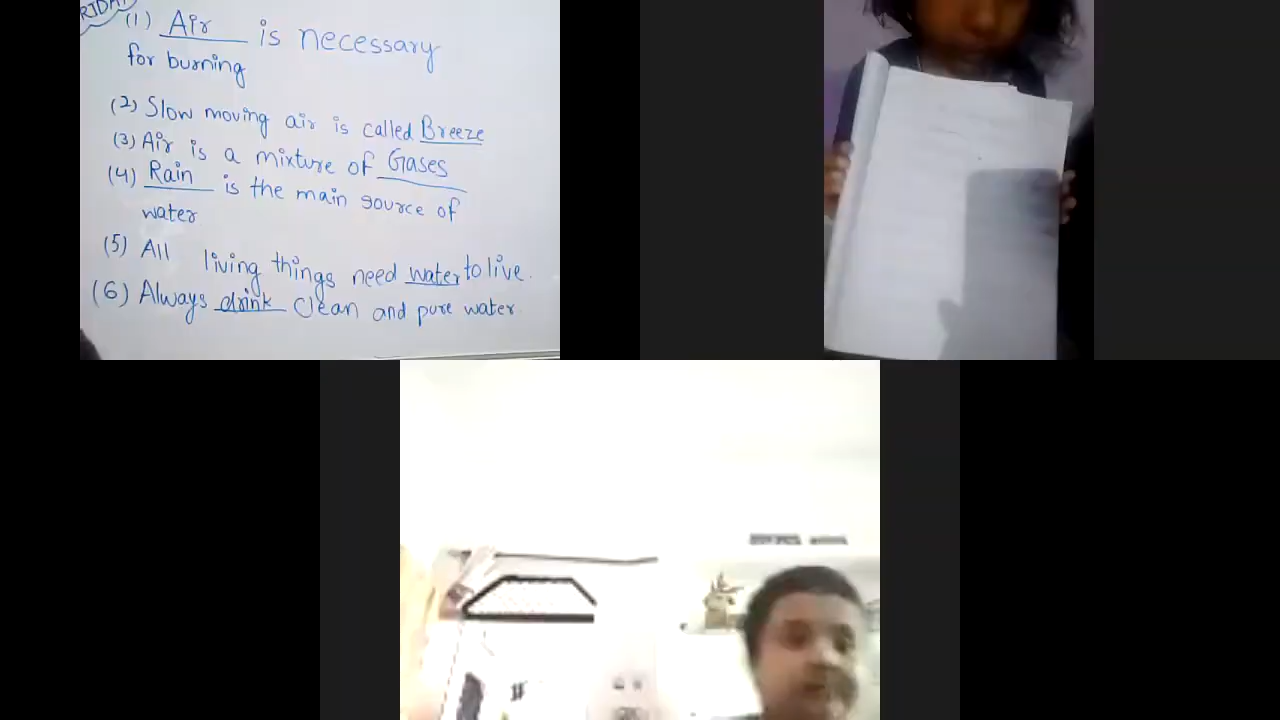 (1) Air is necessary
for burning
(2) Slow moving air is called Breeze
(3) Air is a mixture of Gases
(4) Rain is the main source of
water
(5) All living things need water to live.
(6) Always drink clean and pure water